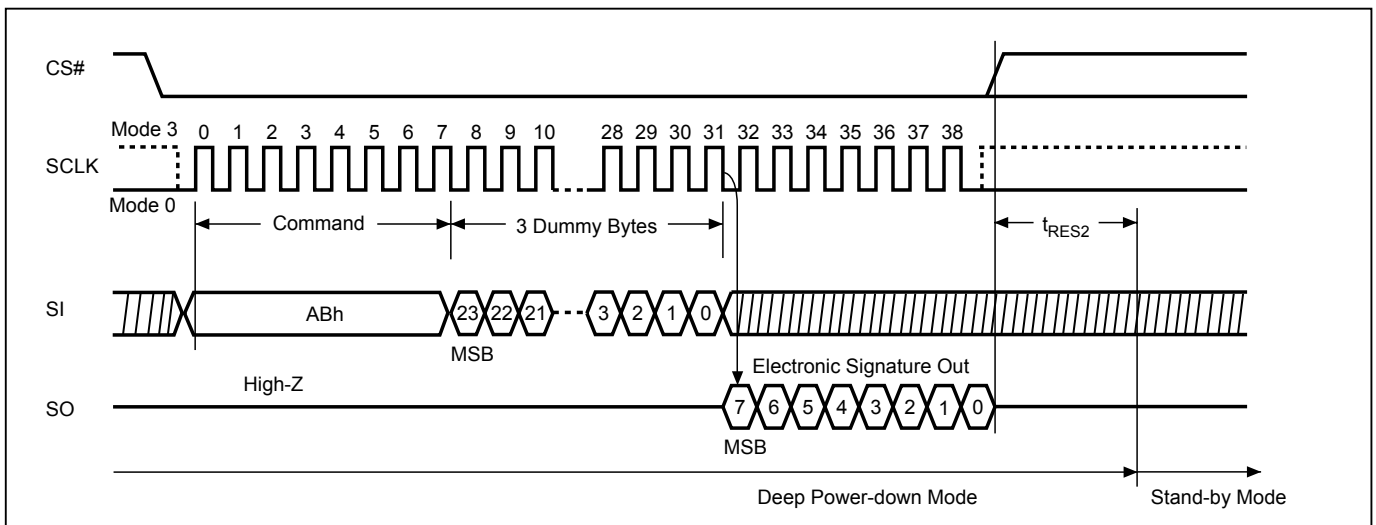 CS#
Mode 3 0 1 2 3 4 5 6 7 8 9 10 28 29 30 31 32 33 34 35 36 37 38
SCLK
Mode 0
Command 3 Dummy Bytes tRES2
SI ABh 23 22 21 3 2 1 0
MSB
High-Z Electronic Signature Out
SO 7 6 5 4 3 2 1 0
MSB
Deep Power-down Mode Stand-by Mode